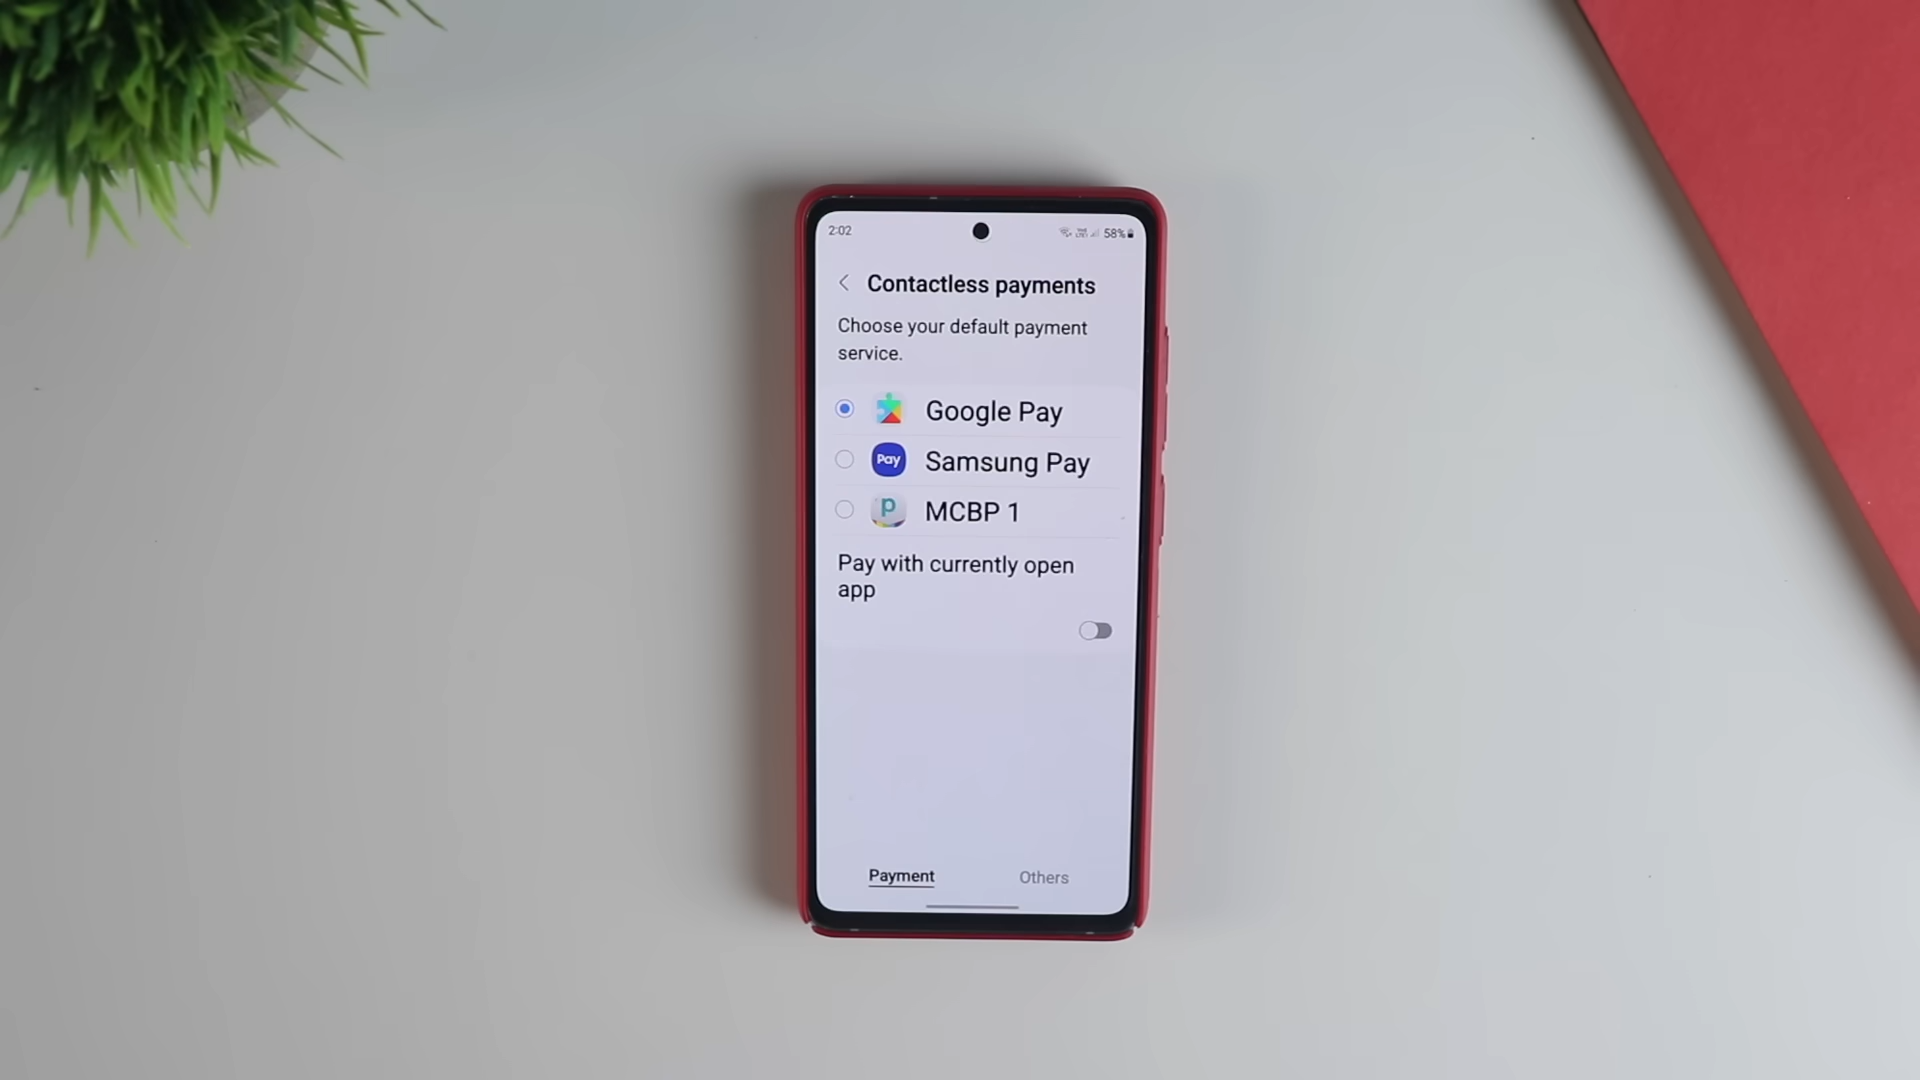 2:02
58%
Contactless payments
Choose your default payment
service.
Google Pay
Pay
Samsung Pay
p
MCBP 1
Pay with currently open
app
Payment
Others